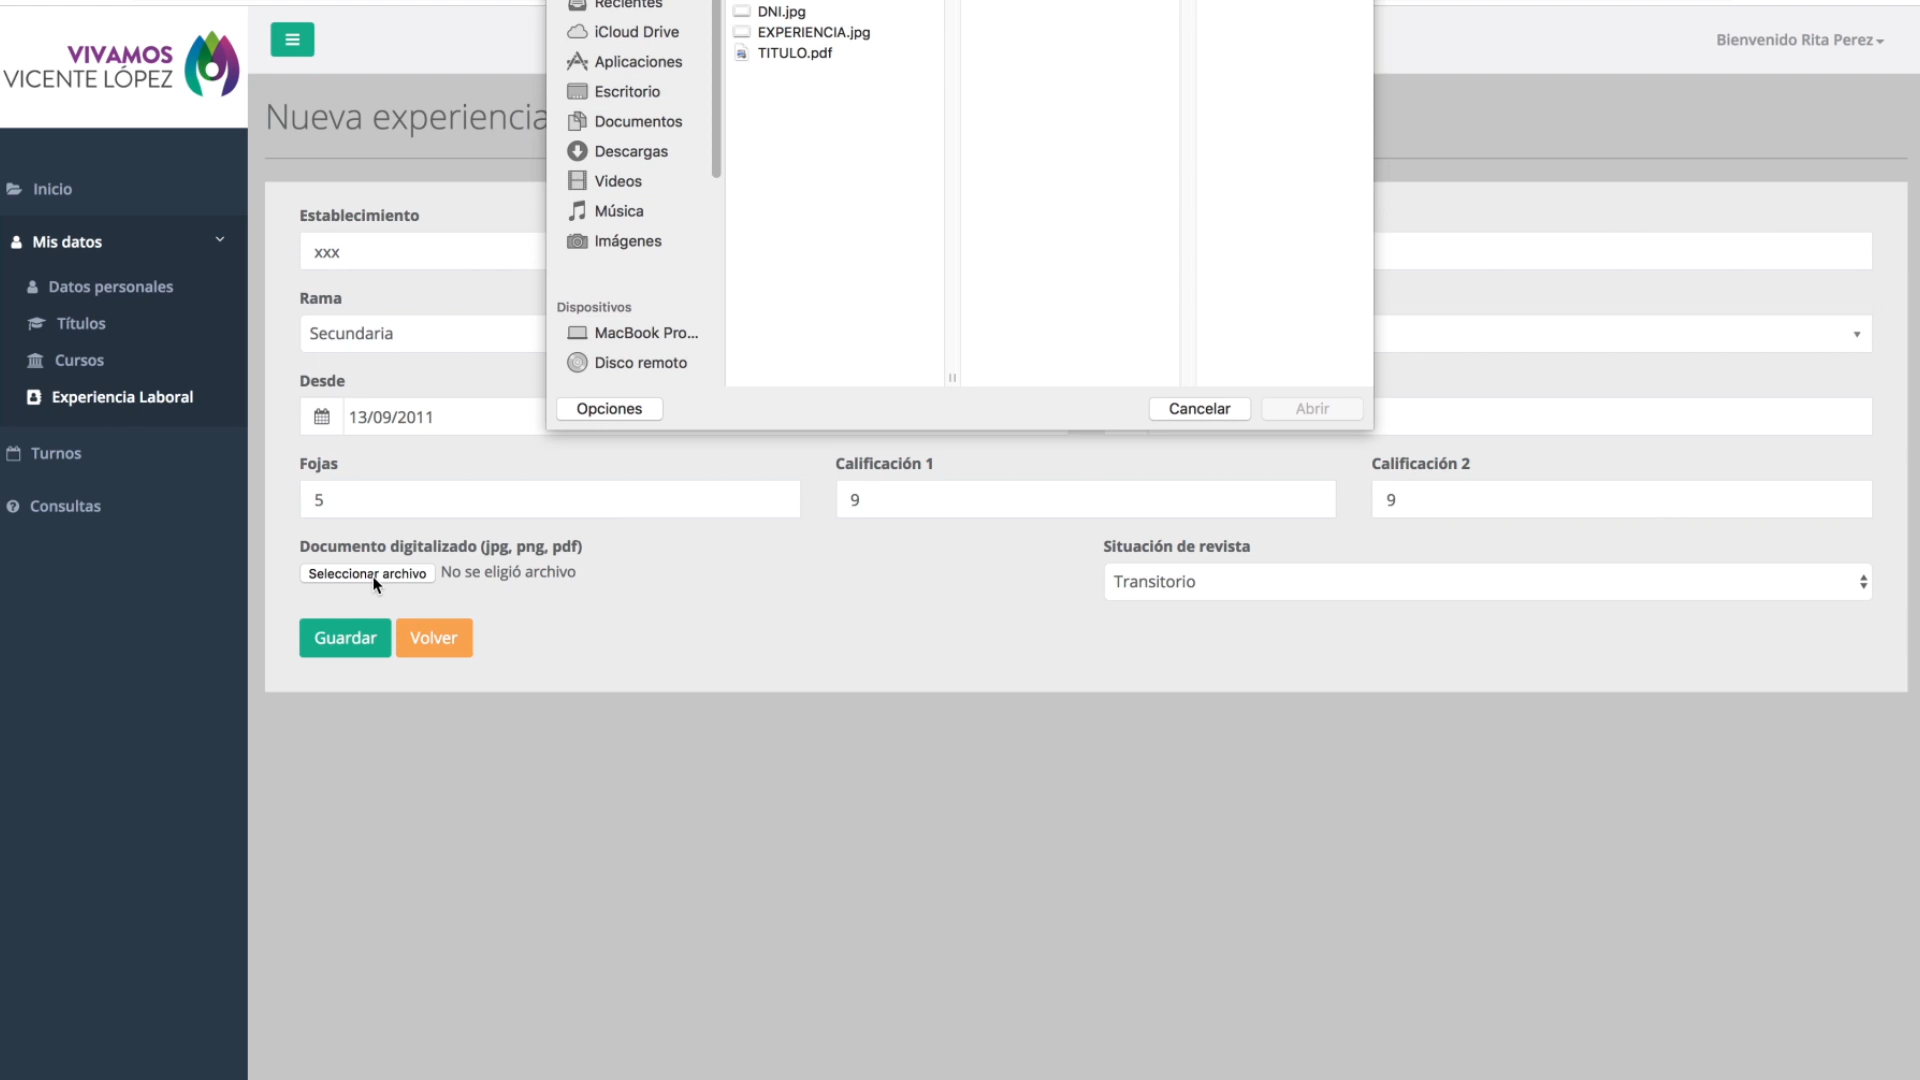 VIVAMOS
VICENTE LÓPEZ
Bienvenido Rita Perez
Inicio
Mis datos
Datos personales
Títulos
Cursos
Experiencia Laboral
Turnos
Consultas
Nueva experiencia
Recientes
iCloud Drive
Aplicaciones
Escritorio
Documentos
Descargas
Videos
Música
Imágenes
Dispositivos
MacBook Pro...
Disco remoto
DNI.jpg
EXPERIENCIA.jpg
TITULO.pdf
Opciones
Cancelar
Abrir
Establecimiento
xxx
Rama
Secundaria
Desde
13/09/2011
Fojas
5
Calificación 1
9
Calificación 2
9
Documento digitalizado (jpg, png, pdf)
Seleccionar archivo No se eligió archivo
Situación de revista
Transitorio
Guardar
Volver